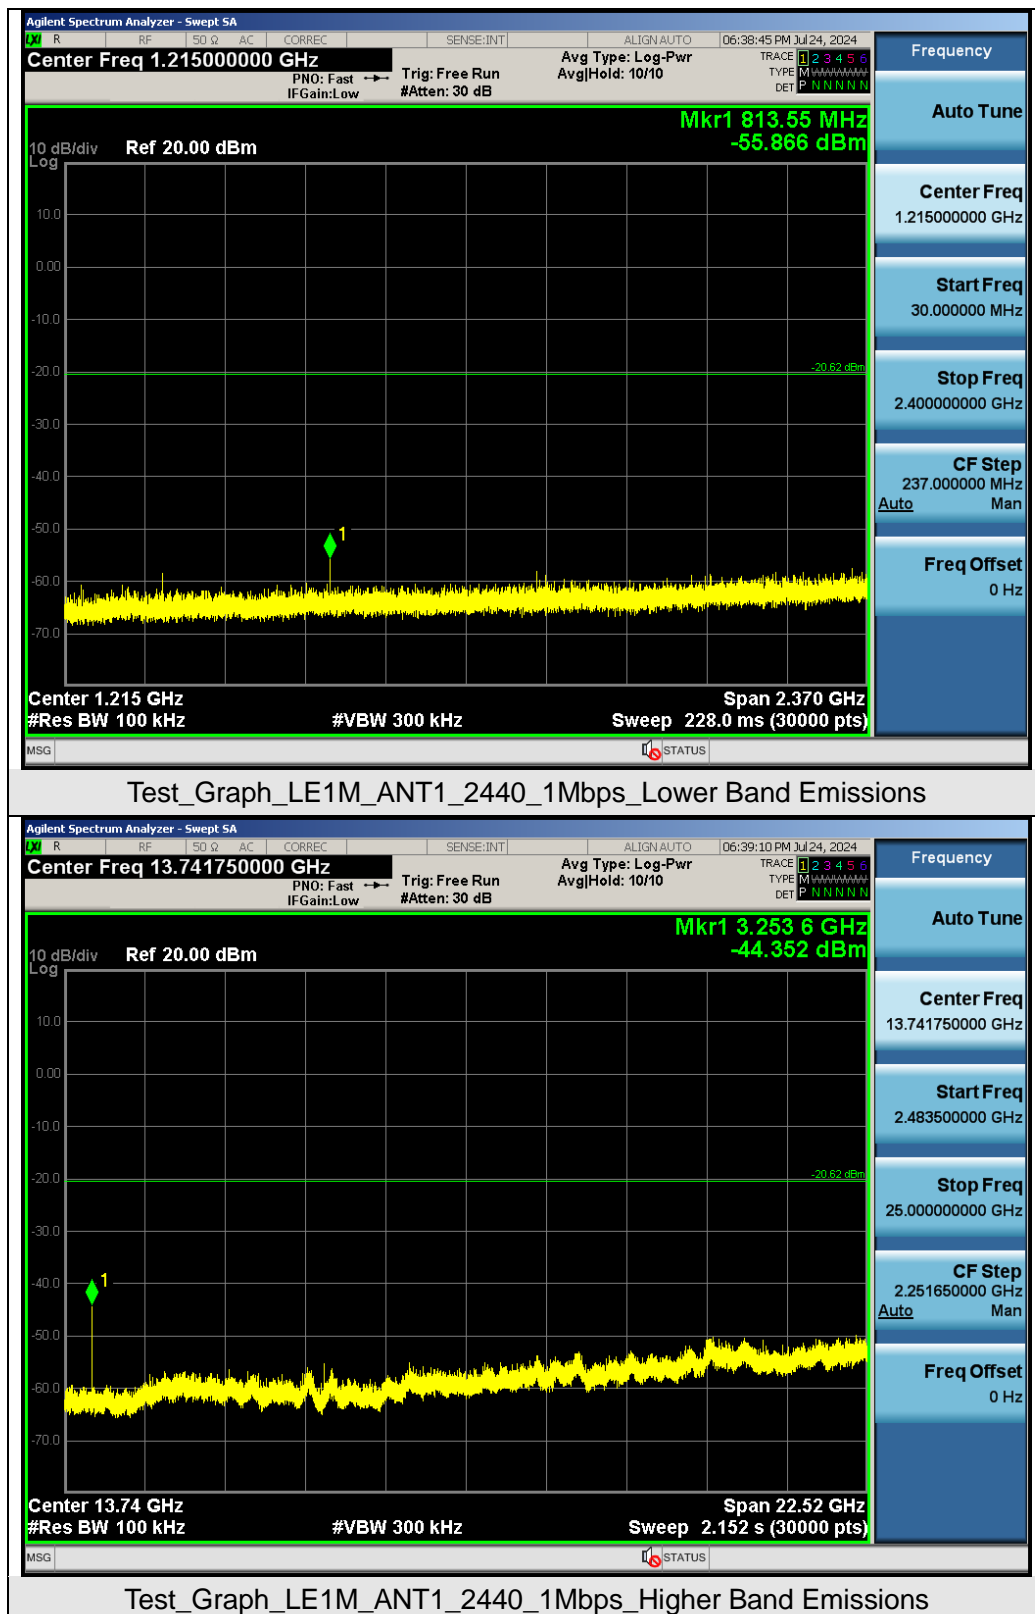 Agilent Spectrum Analyzer - Swept SA
LXI R RF 50 Ω AC CORREC SENSE:INT ALIGN AUTO 06:38:45 PM Jul 24, 2024
Center Freq 1.215000000 GHz
PNO: Fast
IFGain:Low
Trig: Free Run
#Atten: 30 dB
Avg Type: Log-Pwr
Avg|Hold: 10/10
TRACE 1 2 3 4 5 6
TYPE M
DET P N N N N N
Mkr1 813.55 MHz
-55.866 dBm
10 dB/div Ref 20.00 dBm
Log
10.0
0.00
-10.0
-20.0
-20.62 dBm
-30.0
-40.0
-50.0
1
-60.0
-70.0
Center 1.215 GHz Span 2.370 GHz
#Res BW 100 kHz #VBW 300 kHz Sweep 228.0 ms (30000 pts)
MSG STATUS
Frequency
Auto Tune
Center Freq
1.215000000 GHz
Start Freq
30.000000 MHz
Stop Freq
2.400000000 GHz
CF Step
237.000000 MHz
Auto Man
Freq Offset
0 Hz
Test_Graph_LE1M_ANT1_2440_1Mbps_Lower Band Emissions
Agilent Spectrum Analyzer - Swept SA
LXI R RF 50 Ω AC CORREC SENSE:INT ALIGN AUTO 06:39:10 PM Jul 24, 2024
Center Freq 13.741750000 GHz
PNO: Fast
IFGain:Low
Trig: Free Run
#Atten: 30 dB
Avg Type: Log-Pwr
Avg|Hold: 10/10
TRACE 1 2 3 4 5 6
TYPE M
DET P N N N N N
Mkr1 3.253 6 GHz
-44.352 dBm
10 dB/div Ref 20.00 dBm
Log
10.0
0.00
-10.0
-20.0
-20.62 dBm
-30.0
-40.0
1
-50.0
-60.0
-70.0
Center 13.74 GHz Span 22.52 GHz
#Res BW 100 kHz #VBW 300 kHz Sweep 2.152 s (30000 pts)
MSG STATUS
Frequency
Auto Tune
Center Freq
13.741750000 GHz
Start Freq
2.483500000 GHz
Stop Freq
25.000000000 GHz
CF Step
2.251650000 GHz
Auto Man
Freq Offset
0 Hz
Test_Graph_LE1M_ANT1_2440_1Mbps_Higher Band Emissions